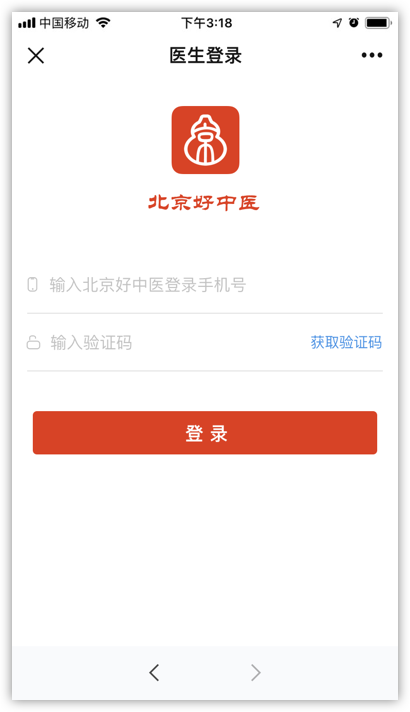 中国移动 下午3:18
医生登录
京
北京好中医
输入北京好中医登录手机号
输入验证码 获取验证码
登 录